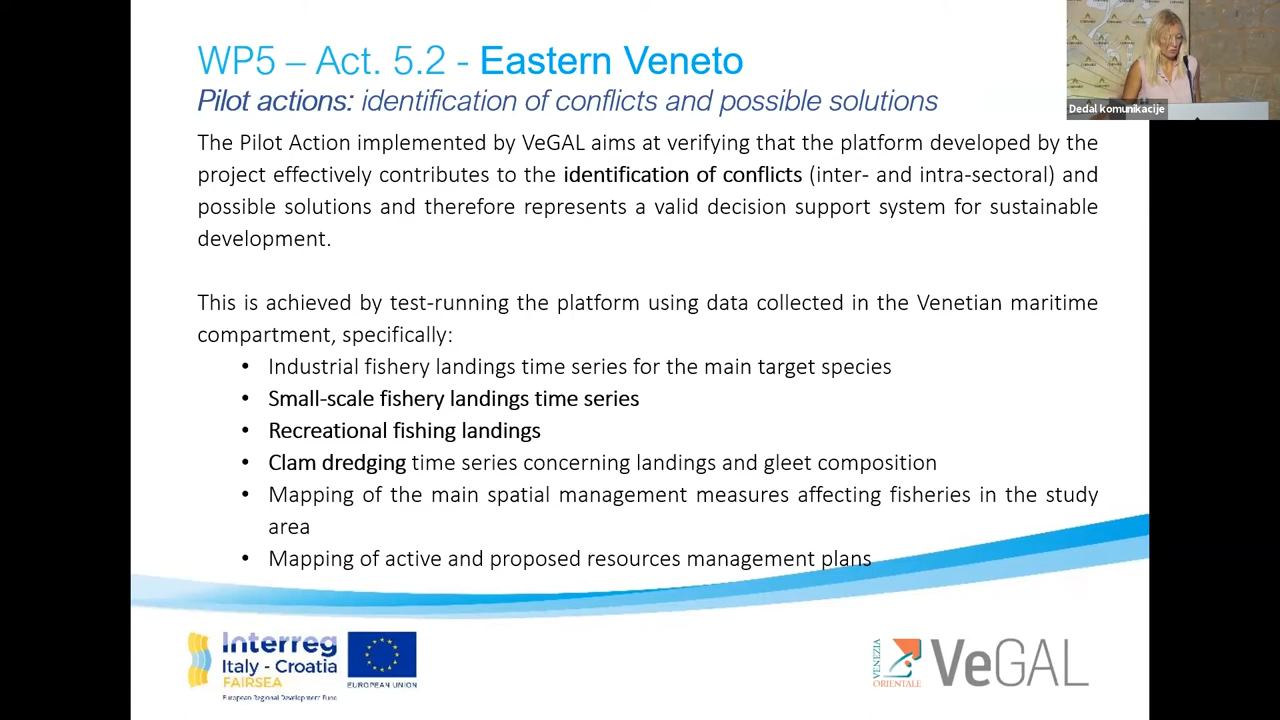 WP5 – Act. 5.2 - Eastern Veneto
Pilot actions: identification of conflicts and possible solutions
The Pilot Action implemented by VeGAL aims at verifying that the platform developed by the
project effectively contributes to the identification of conflicts (inter- and intra-sectoral) and
possible solutions and therefore represents a valid decision support system for sustainable
development.
This is achieved by test-running the platform using data collected in the Venetian maritime
compartment, specifically:
• Industrial fishery landings time series for the main target species
• Small-scale fishery landings time series
• Recreational fishing landings
• Clam dredging time series concerning landings and gleet composition
• Mapping of the main spatial management measures affecting fisheries in the study
area
• Mapping of active and proposed resources management plans
Dedal komunikacije
Interreg
Italy - Croatia
FAIRSEA
European Regional Development Fund
EUROPEAN UNION
VENEZIA
ORIENTALE
VeGAL